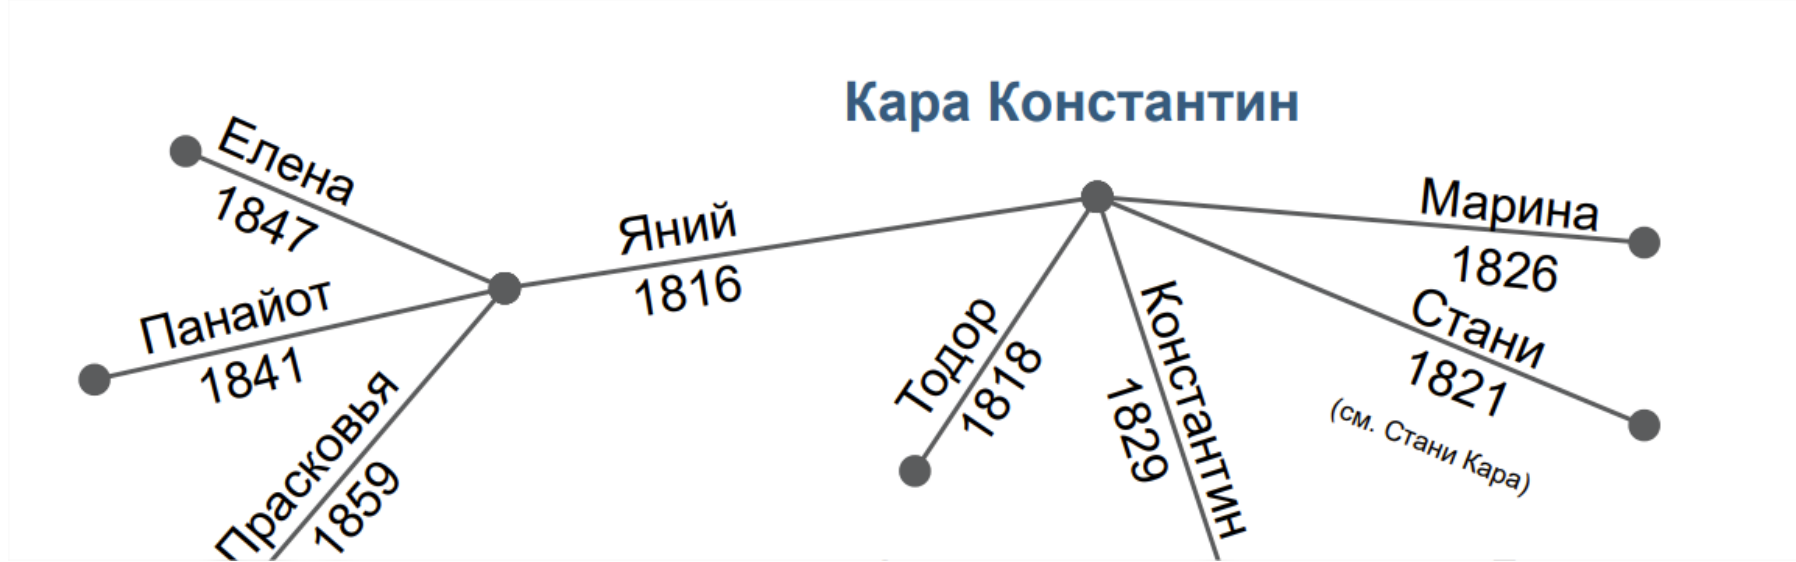 Кара Константин
Елена
1847
Панайот
1841
Прасковья
1859
Яний
1816
Тодор
1818
Константин
1829
Марина
1826
Стани
1821
(см. Стани Кара)